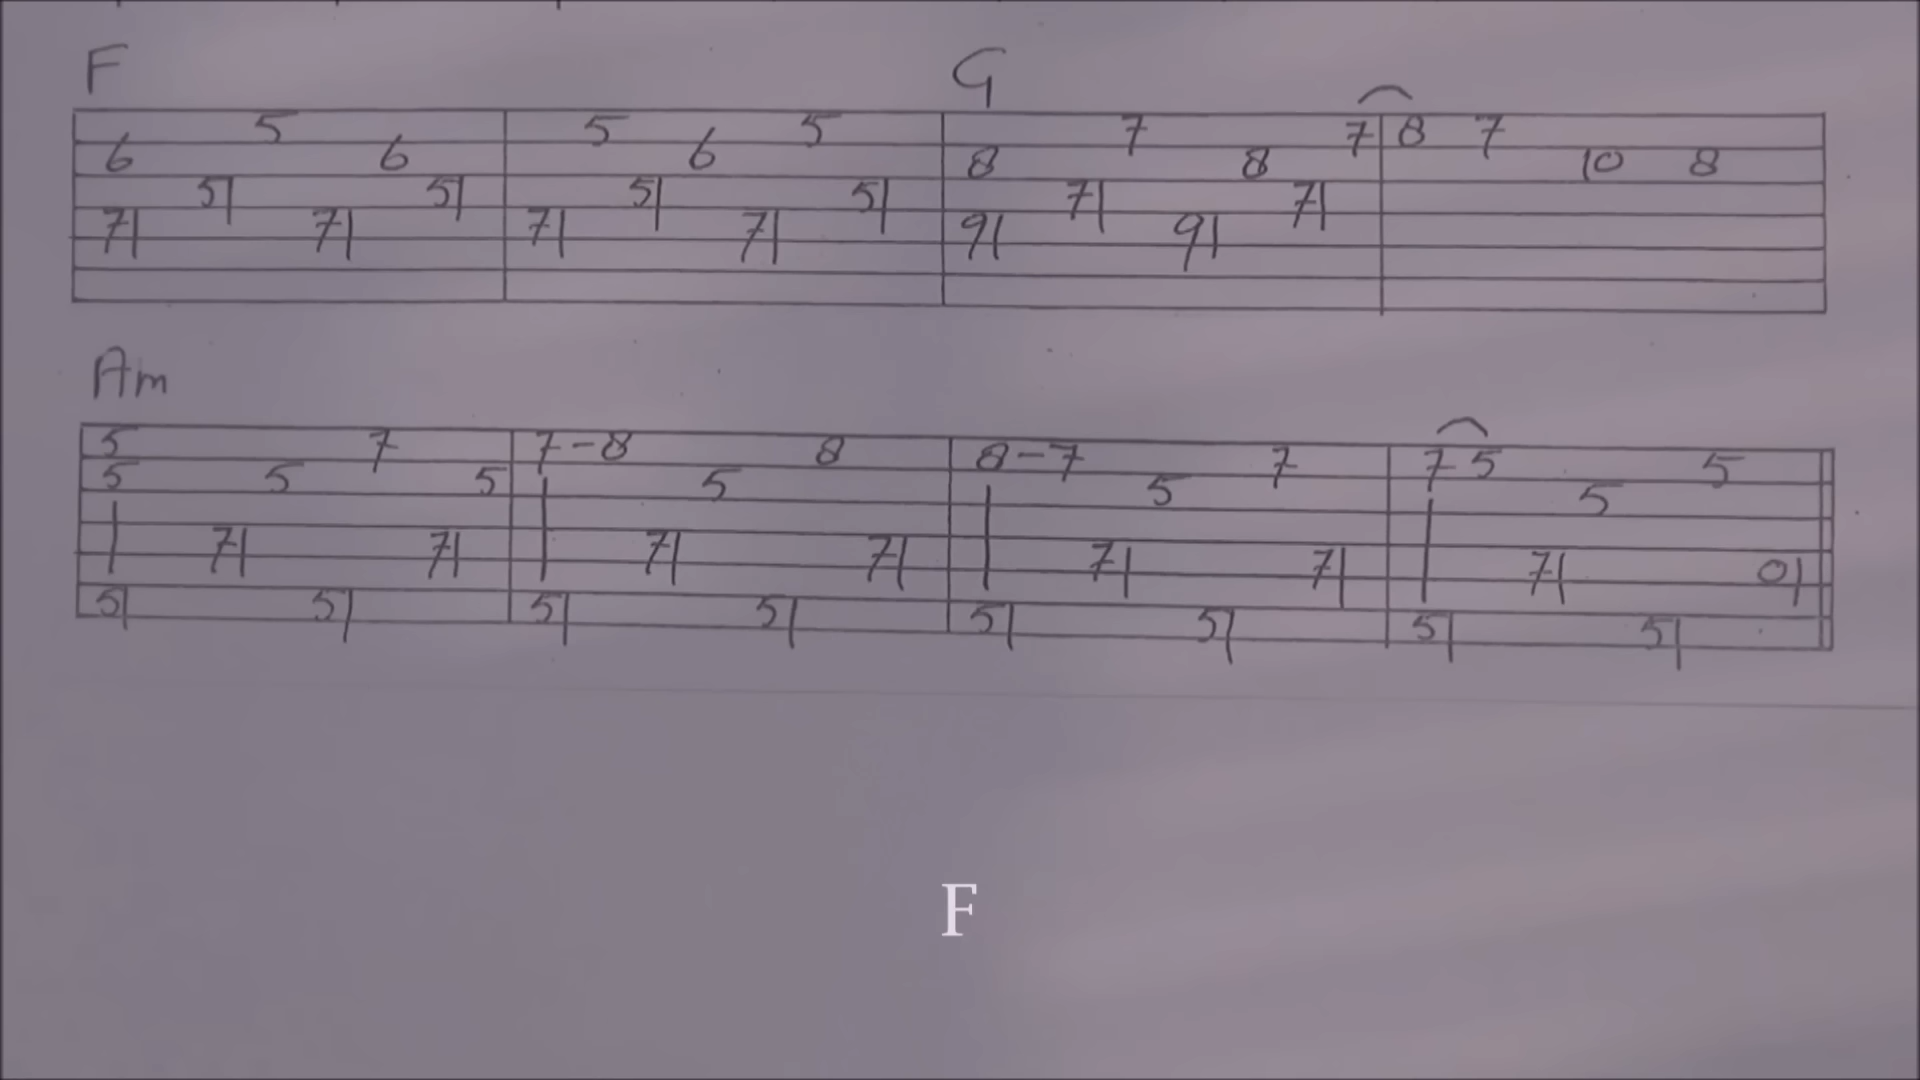 F G
5 5 5 7 7 8 7
6 6 6 8 8 10 8
5 5 5 5 7 7
7 7 7 7 9 9
Am
5 7 7-8 8 8-7 7 7 5 5
5 5 5 5 5 5
7 7 7 7 7 7 7 0
5 5 5 5 5 5 5 5
F